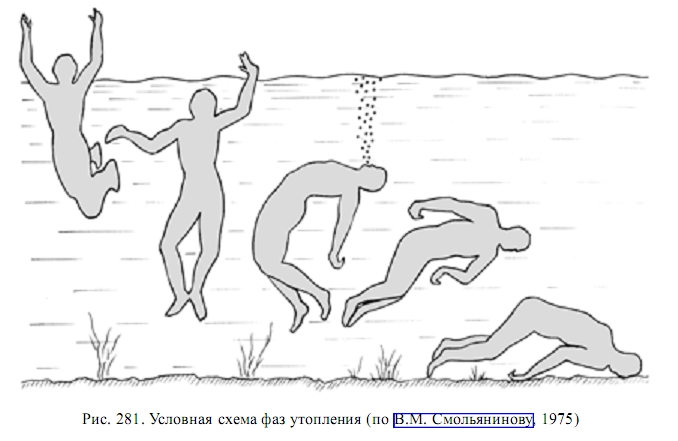 Рис. 281. Условная схема фаз утопления (по В.М. Смольянинову, 1975)